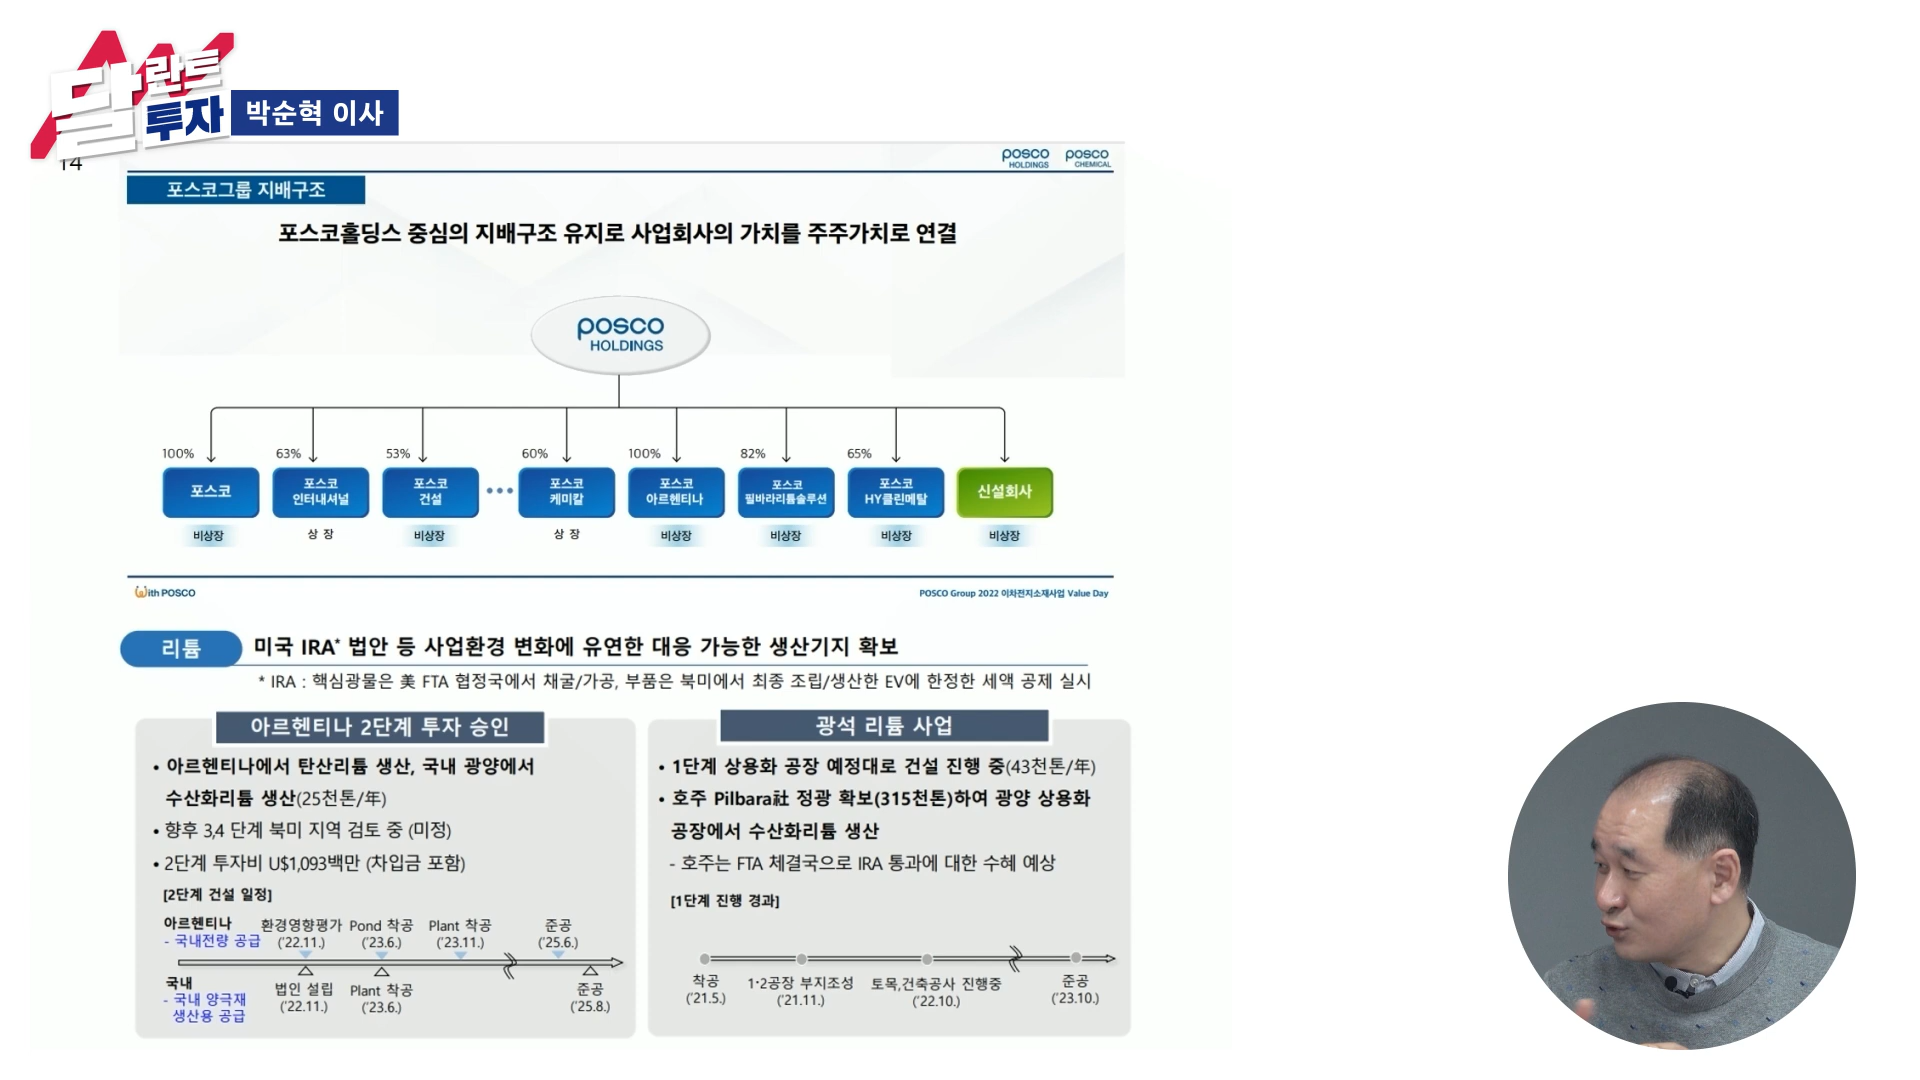 달란트
투자
박순혁 이사
14
posco
HOLDINGS
posco
CHEMICAL
포스코그룹 지배구조
포스코홀딩스 중심의 지배구조 유지로 사업회사의 가치를 주주가치로 연결
posco
HOLDINGS
100% 63% 53% 60% 100% 82% 65%
포스코
포스코
인터내셔널
포스코
건설
포스코
케미칼
포스코
아르헨티나
포스코
필바라리튬솔루션
포스코
HY클린메탈
신설회사
비상장 상 장 비상장 상 장 비상장 비상장 비상장 비상장
With POSCO
POSCO Group 2022 이차전지소재사업 Value Day
리튬
미국 IRA* 법안 등 사업환경 변화에 유연한 대응 가능한 생산기지 확보
* IRA : 핵심광물은 美 FTA 협정국에서 채굴/가공, 부품은 북미에서 최종 조립/생산한 EV에 한정한 세액 공제 실시
아르헨티나 2단계 투자 승인
• 아르헨티나에서 탄산리튬 생산, 국내 광양에서
수산화리튬 생산(25천톤/年)
• 향후 3,4 단계 북미 지역 검토 중 (미정)
• 2단계 투자비 U$1,093백만 (차입금 포함)
[2단계 건설 일정]
아르헨티나
- 국내전량 공급
환경영향평가
('22.11.)
Pond 착공
('23.6.)
Plant 착공
('23.11.)
준공
('25.6.)
국내
- 국내 양극재
생산용 공급
법인 설립
('22.11.)
Plant 착공
('23.6.)
준공
('25.8.)
광석 리튬 사업
• 1단계 상용화 공장 예정대로 건설 진행 중(43천톤/年)
• 호주 Pilbara社 정광 확보(315천톤)하여 광양 상용화
공장에서 수산화리튬 생산
- 호주는 FTA 체결국으로 IRA 통과에 대한 수혜 예상
[1단계 진행 경과]
착공
('21.5.)
1·2공장 부지조성
('21.11.)
토목,건축공사 진행중
('22.10.)
준공
('23.10.)